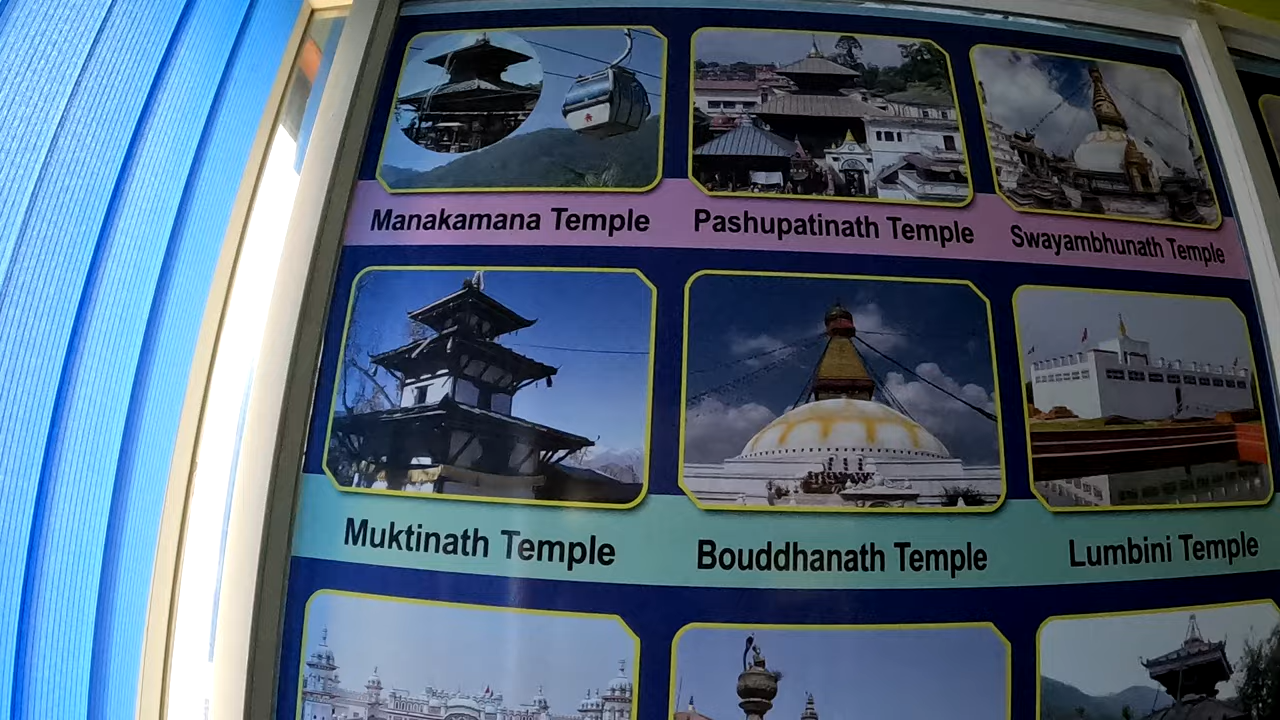 Manakamana Temple
Pashupatinath Temple
Swayambhunath Temple
Muktinath Temple
Bouddhanath Temple
Lumbini Temple